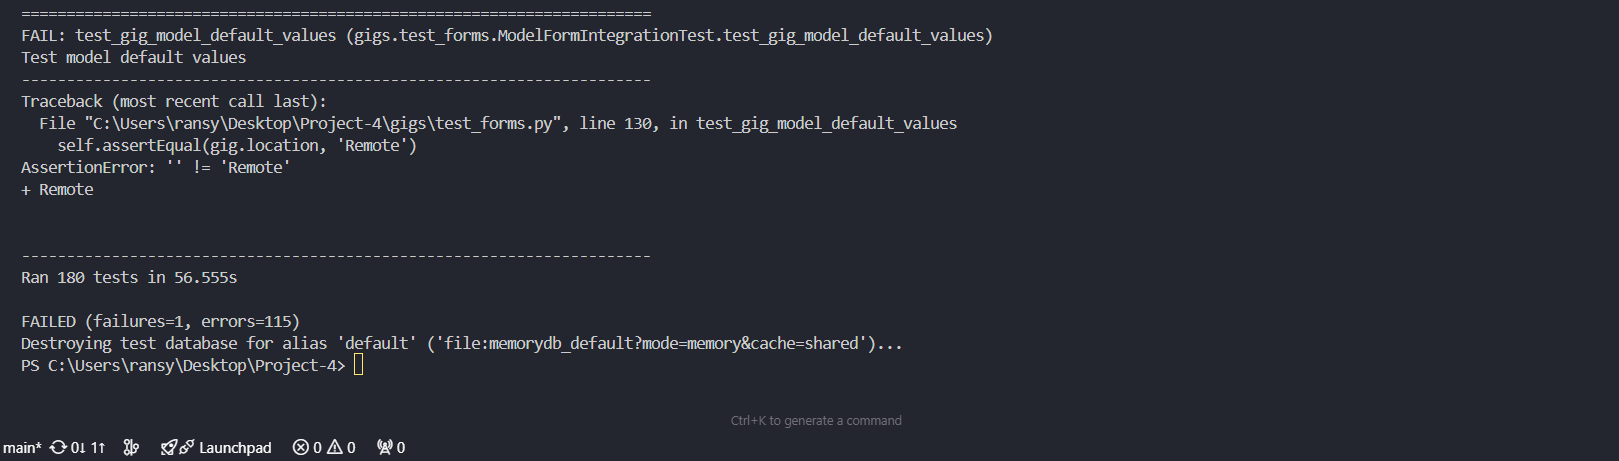 ======================================================================
FAIL: test_gig_model_default_values (gigs.test_forms.ModelFormIntegrationTest.test_gig_model_default_values)
Test model default values
----------------------------------------------------------------------
Traceback (most recent call last):
  File "C:\Users\ransy\Desktop\Project-4\gigs\test_forms.py", line 130, in test_gig_model_default_values
    self.assertEqual(gig.location, 'Remote')
AssertionError: '' != 'Remote'
+ Remote
----------------------------------------------------------------------
Ran 180 tests in 56.555s
FAILED (failures=1, errors=115)
Destroying test database for alias 'default' ('file:memorydb_default?mode=memory&cache=shared')...
PS C:\Users\ransy\Desktop\Project-4>
Ctrl+K to generate a command
main* 0↓ 1↑ Launchpad 0 0 0